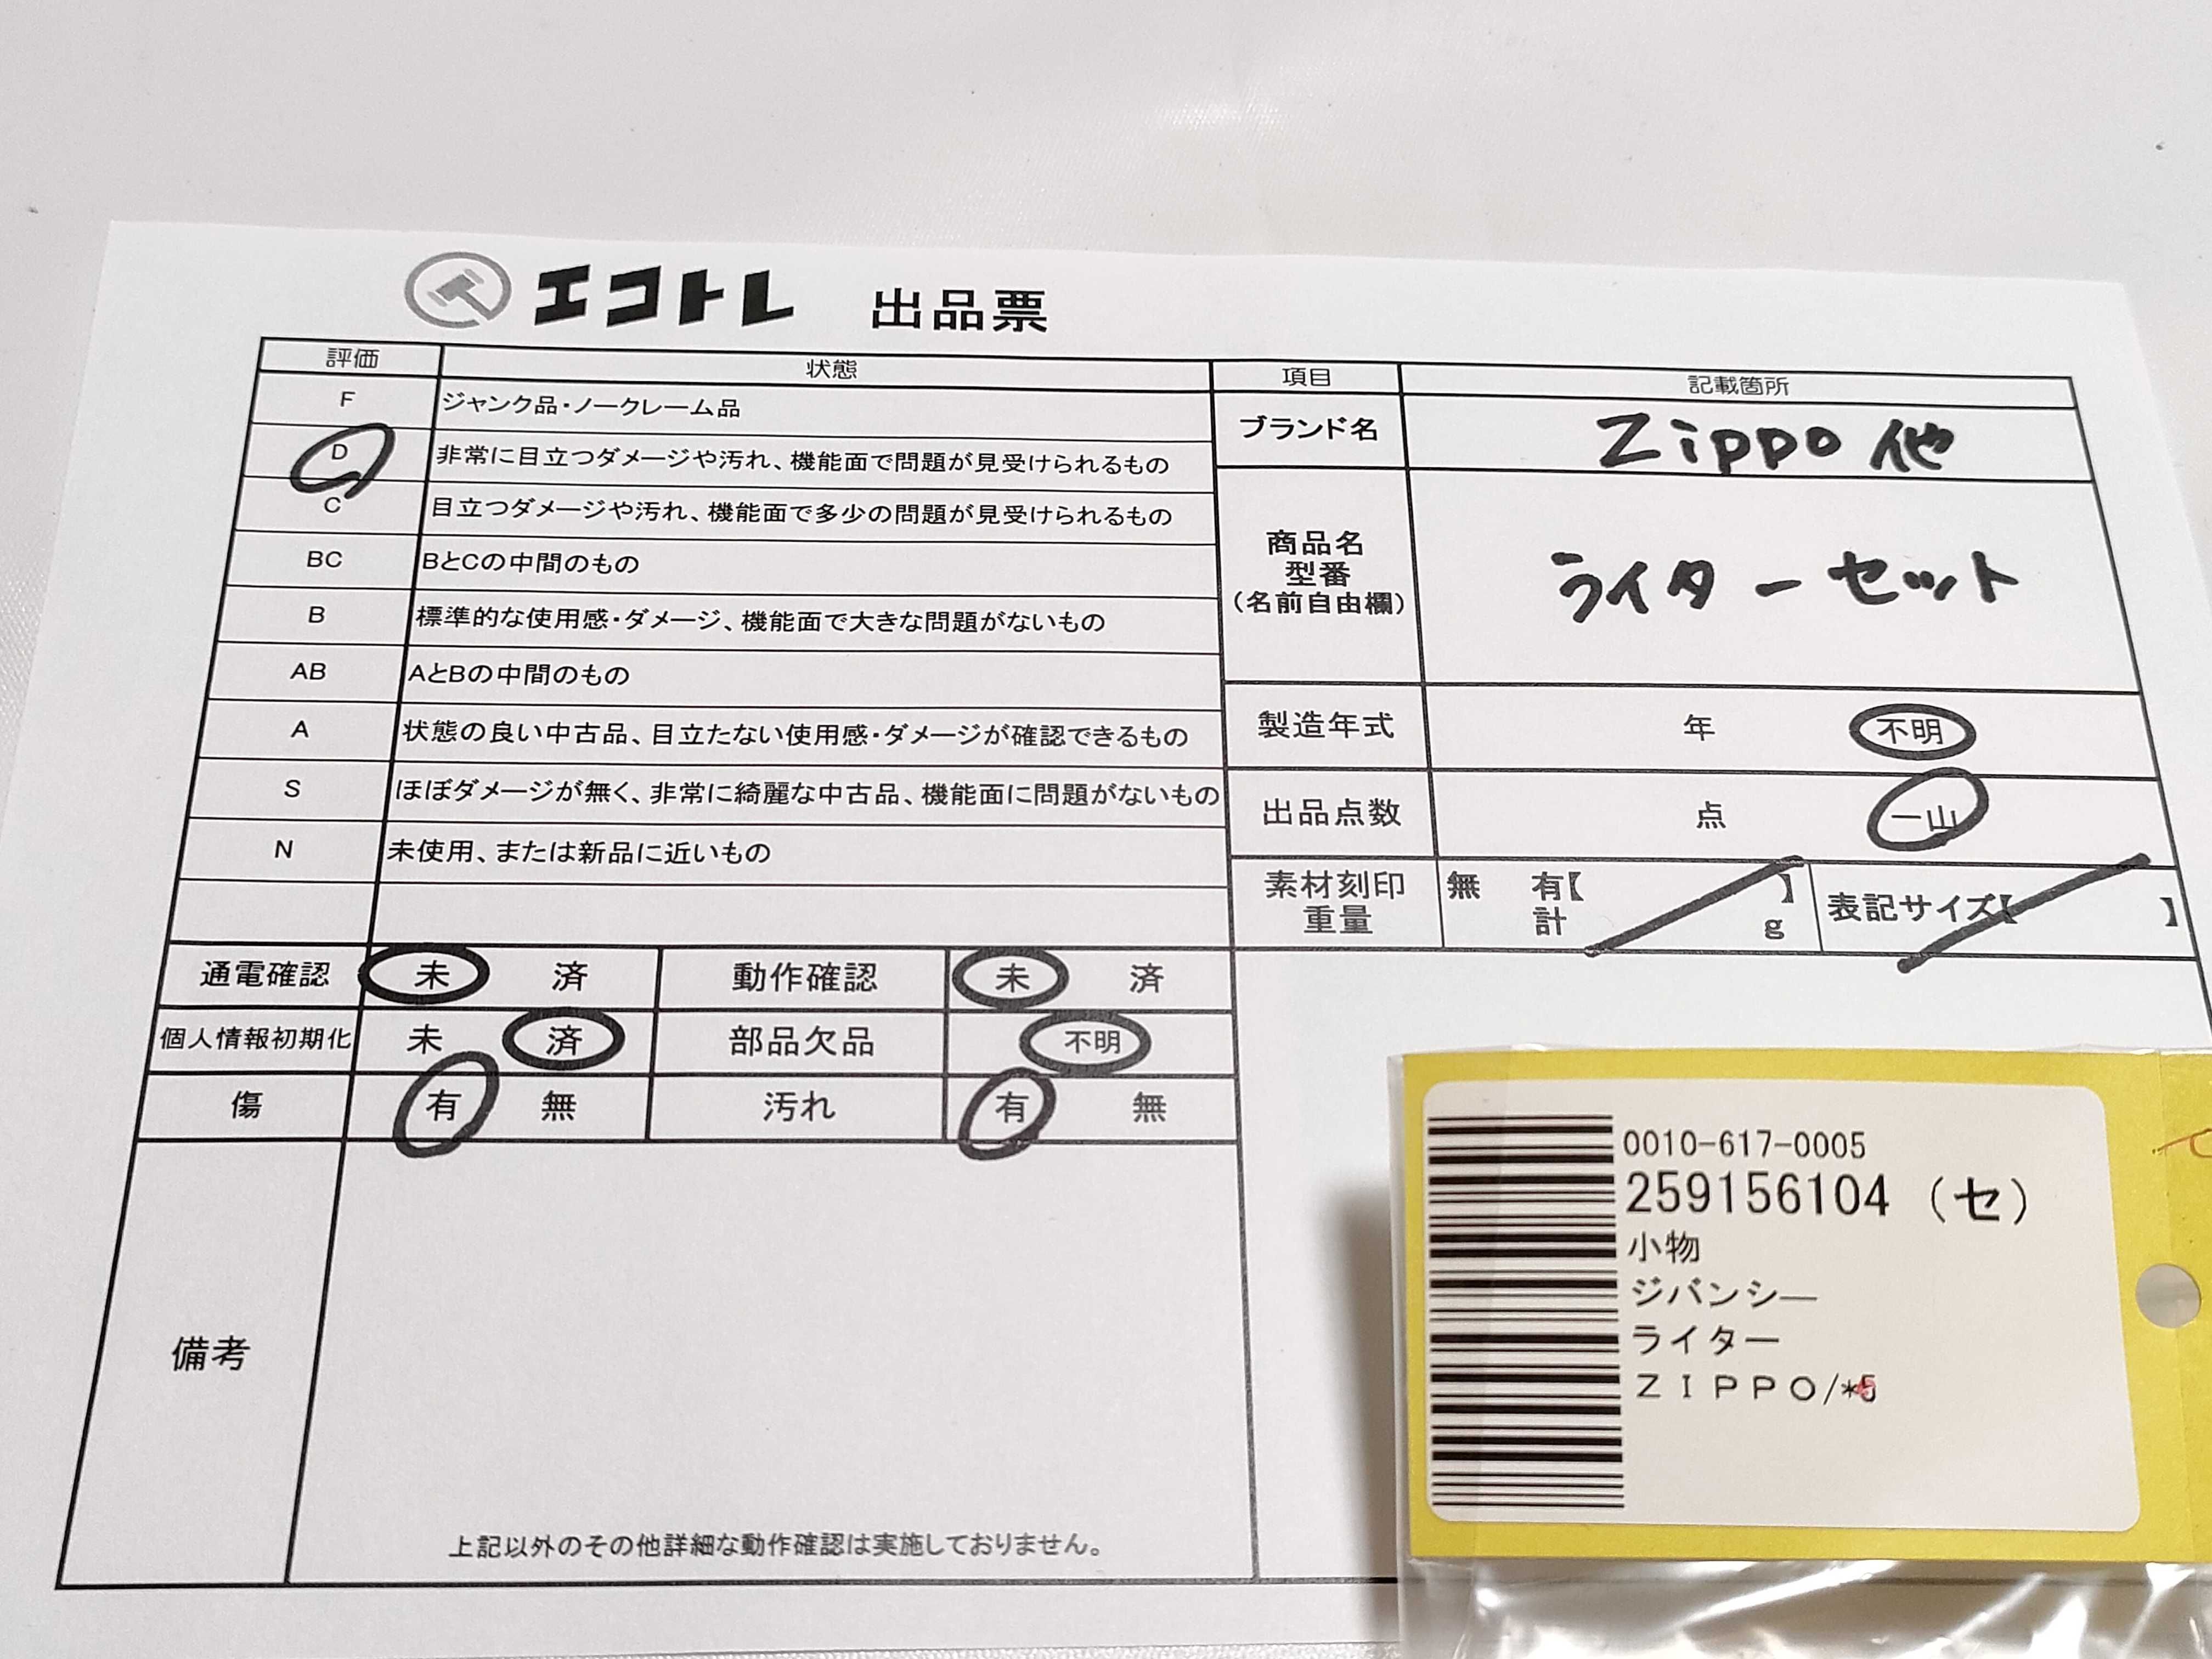 エコトレ 出品票
評価 状態
F ジャンク品・ノークレーム品
D 非常に目立つダメージや汚れ、機能面で問題が見受けられるもの
C 目立つダメージや汚れ、機能面で多少の問題が見受けられるもの
BC BとCの中間のもの
B 標準的な使用感・ダメージ、機能面で大きな問題がないもの
AB AとBの中間のもの
A 状態の良い中古品、目立たない使用感・ダメージが確認できるもの
S ほぼダメージが無く、非常に綺麗な中古品、機能面に問題がないもの
N 未使用、または新品に近いもの
通電確認 未 済 動作確認 未 済
個人情報初期化 未 済 部品欠品 不明
傷 有 無 汚れ 有 無
備考
上記以外のその他詳細な動作確認は実施しておりません。
項目 記載箇所
ブランド名 Zippo 他
商品名
型番
(名前自由欄)
ライターセット
製造年式 年 不明
出品点数 点 一山
素材刻印 無 有【 】 表記サイズ【 】
重量 計 g
0010-617-0005
259156104 (セ)
小物
ジバンシー
ライター
ZIPPO/*